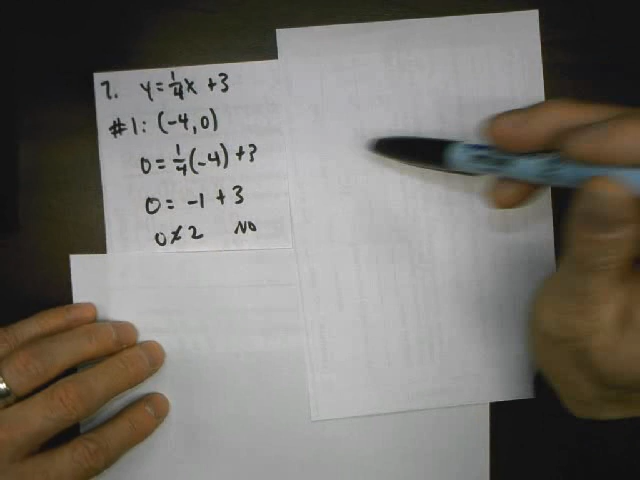 7. y = 1/4x + 3
#1: (-4, 0)
0 = 1/4(-4) + 3
0 = -1 + 3
0 ≠ 2 NO